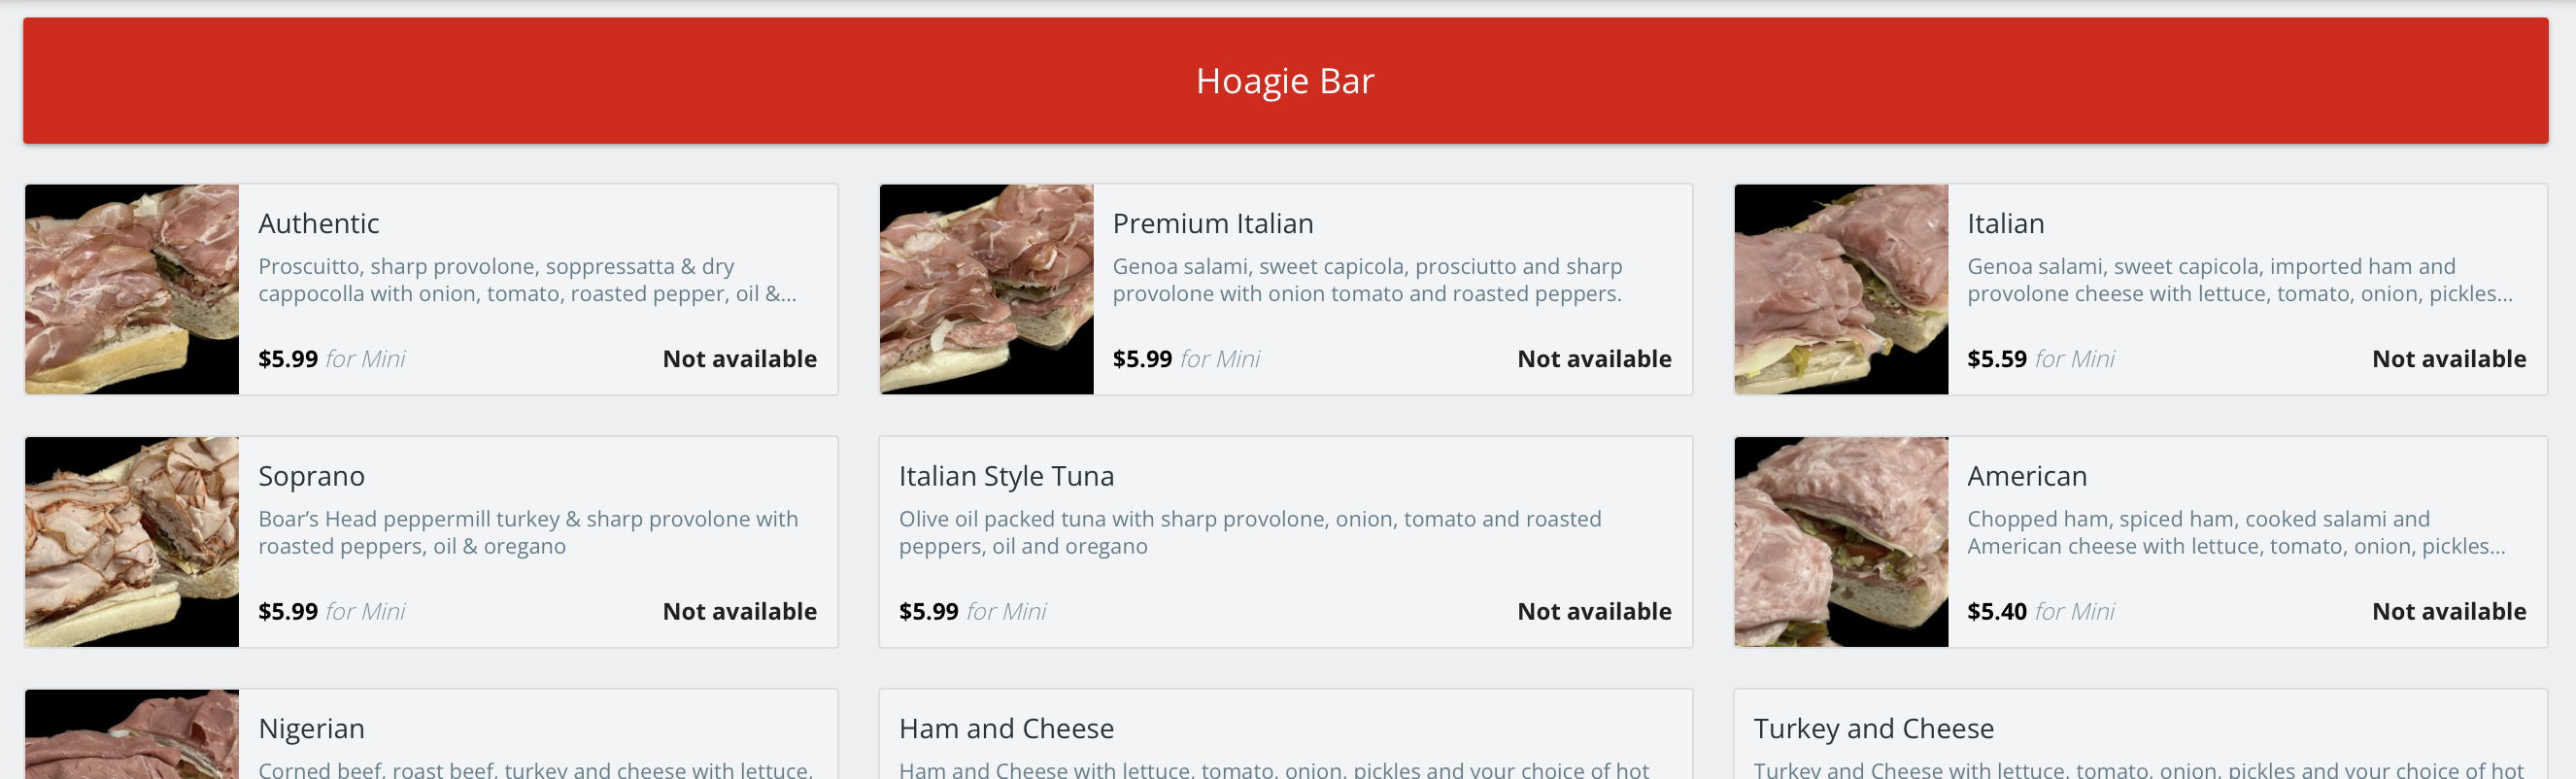 Hoagie Bar
Authentic
Proscuitto, sharp provolone, soppressatta & dry
cappocolla with onion, tomato, roasted pepper, oil &...
$5.99 for Mini
Not available
Premium Italian
Genoa salami, sweet capicola, prosciutto and sharp
provolone with onion tomato and roasted peppers.
$5.99 for Mini
Not available
Italian
Genoa salami, sweet capicola, imported ham and
provolone cheese with lettuce, tomato, onion, pickles...
$5.59 for Mini
Not available
Soprano
Boar’s Head peppermill turkey & sharp provolone with
roasted peppers, oil & oregano
$5.99 for Mini
Not available
Italian Style Tuna
Olive oil packed tuna with sharp provolone, onion, tomato and roasted
peppers, oil and oregano
$5.99 for Mini
Not available
American
Chopped ham, spiced ham, cooked salami and
American cheese with lettuce, tomato, onion, pickles...
$5.40 for Mini
Not available
Nigerian
Corned beef, roast beef, turkey and cheese with lettuce,
Ham and Cheese
Ham and Cheese with lettuce, tomato, onion, pickles and your choice of hot
Turkey and Cheese
Turkey and Cheese with lettuce, tomato, onion, pickles and your choice of hot